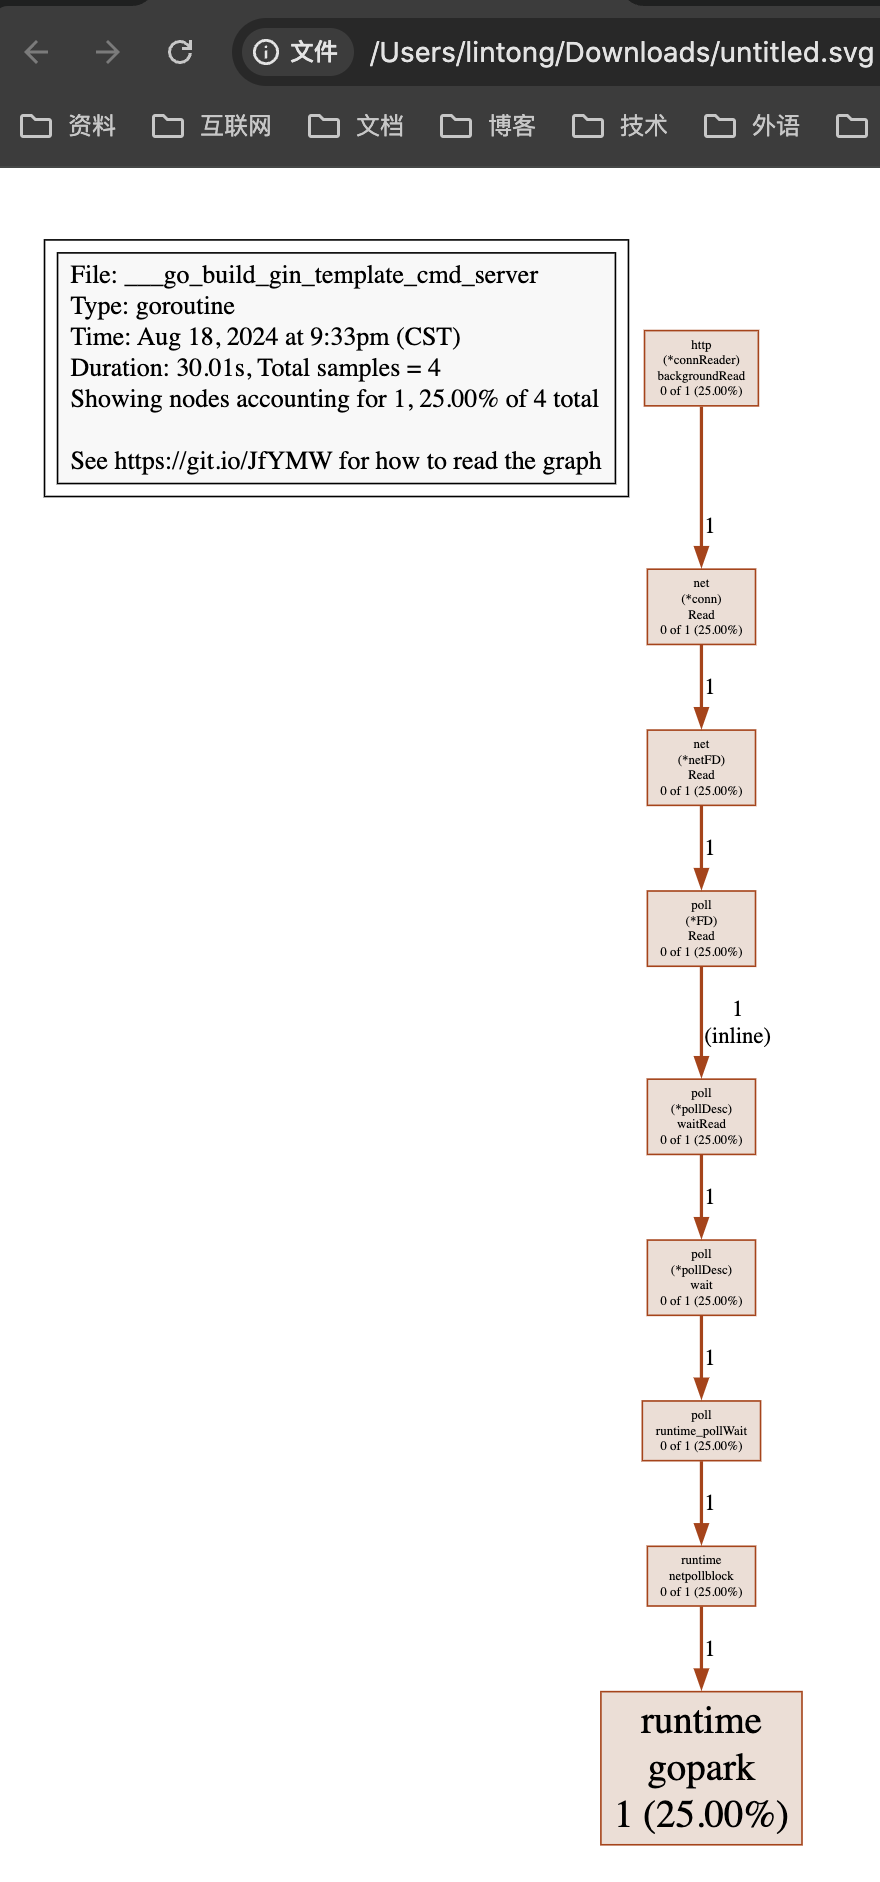 文件 /Users/lintong/Downloads/untitled.svg
资料 互联网 文档 博客 技术 外语
File: ___go_build_gin_template_cmd_server
Type: goroutine
Time: Aug 18, 2024 at 9:33pm (CST)
Duration: 30.01s, Total samples = 4
Showing nodes accounting for 1, 25.00% of 4 total
See https://git.io/JfYMW for how to read the graph
http
(*connReader)
backgroundRead
0 of 1 (25.00%)
1
net
(*conn)
Read
0 of 1 (25.00%)
1
net
(*netFD)
Read
0 of 1 (25.00%)
1
poll
(*FD)
Read
0 of 1 (25.00%)
1
(inline)
poll
(*pollDesc)
waitRead
0 of 1 (25.00%)
1
poll
(*pollDesc)
wait
0 of 1 (25.00%)
1
poll
runtime_pollWait
0 of 1 (25.00%)
1
runtime
netpollblock
0 of 1 (25.00%)
1
runtime
gopark
1 (25.00%)